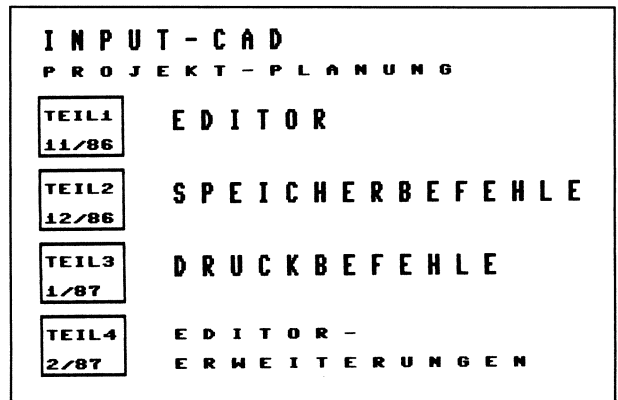 INPUT-CAD
PROJEKT-PLANUNG
TEIL1
11/86
EDITOR
TEIL2
12/86
SPEICHERBEFEHLE
TEIL3
1/87
DRUCKBEFEHLE
TEIL4
2/87
EDITOR-
ERWEITERUNGEN